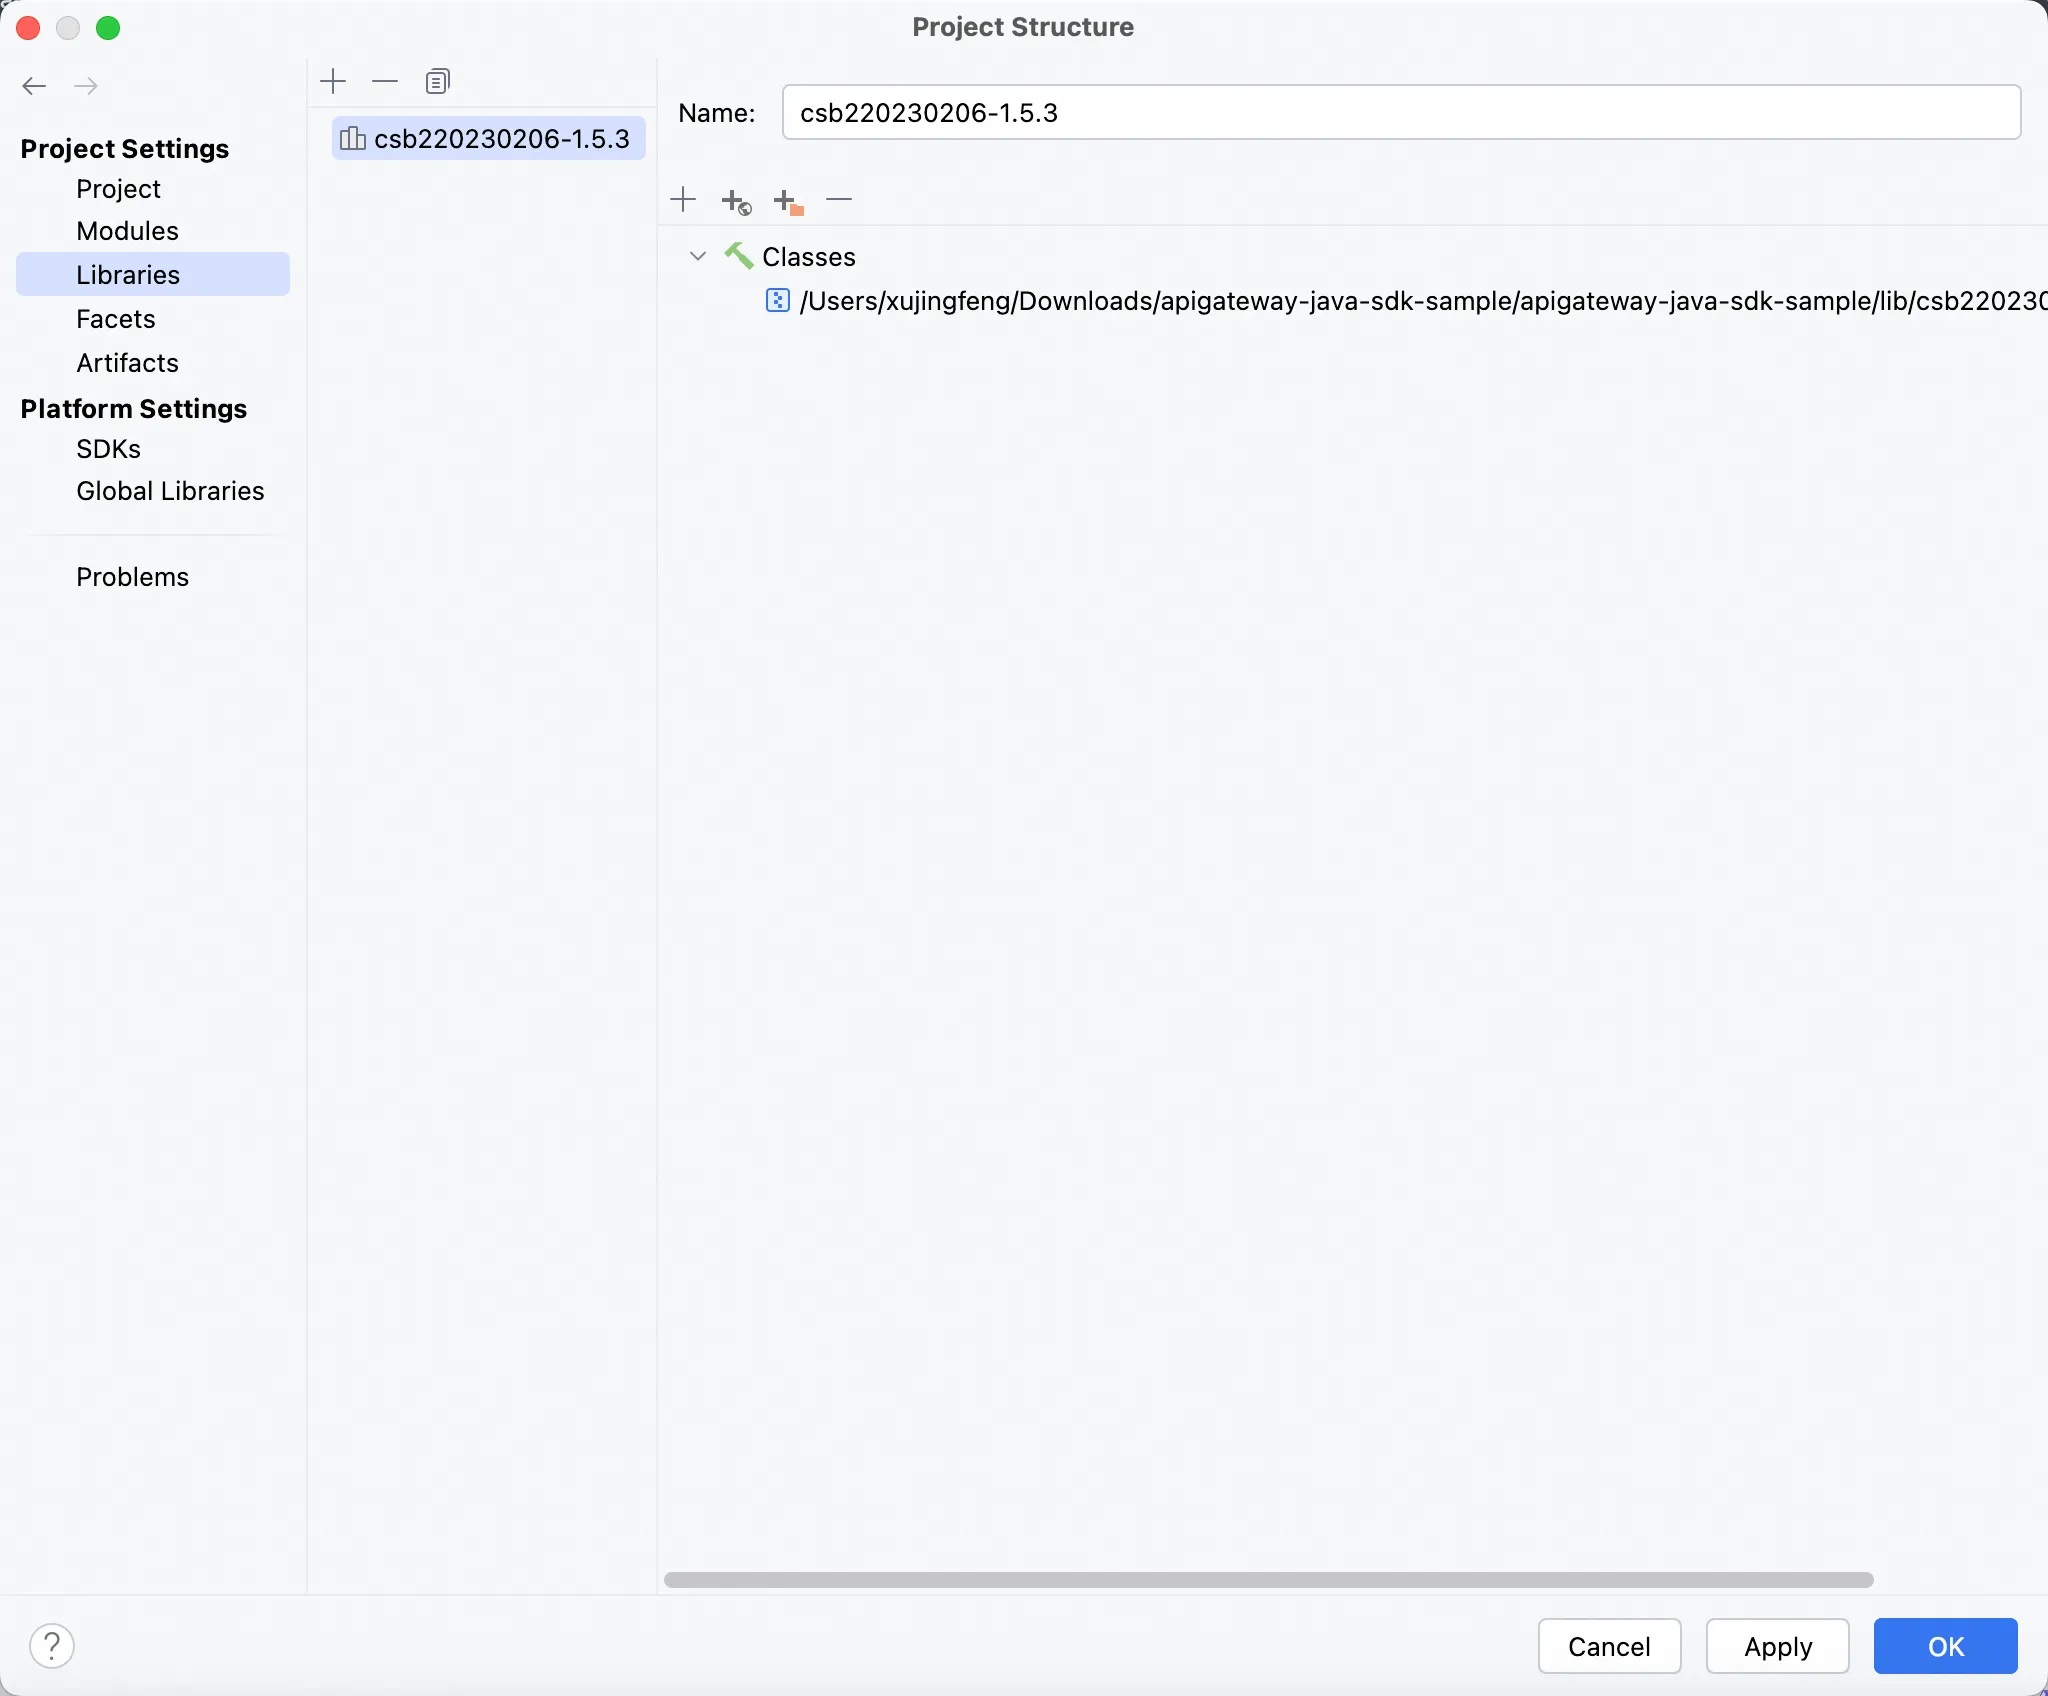 Project Structure
Project Settings
Project
Modules
Libraries
Facets
Artifacts
Platform Settings
SDKs
Global Libraries
Problems
csb220230206-1.5.3
Name: csb220230206-1.5.3
Classes
/Users/xujingfeng/Downloads/apigateway-java-sdk-sample/apigateway-java-sdk-sample/lib/csb220230
?
Cancel
Apply
OK